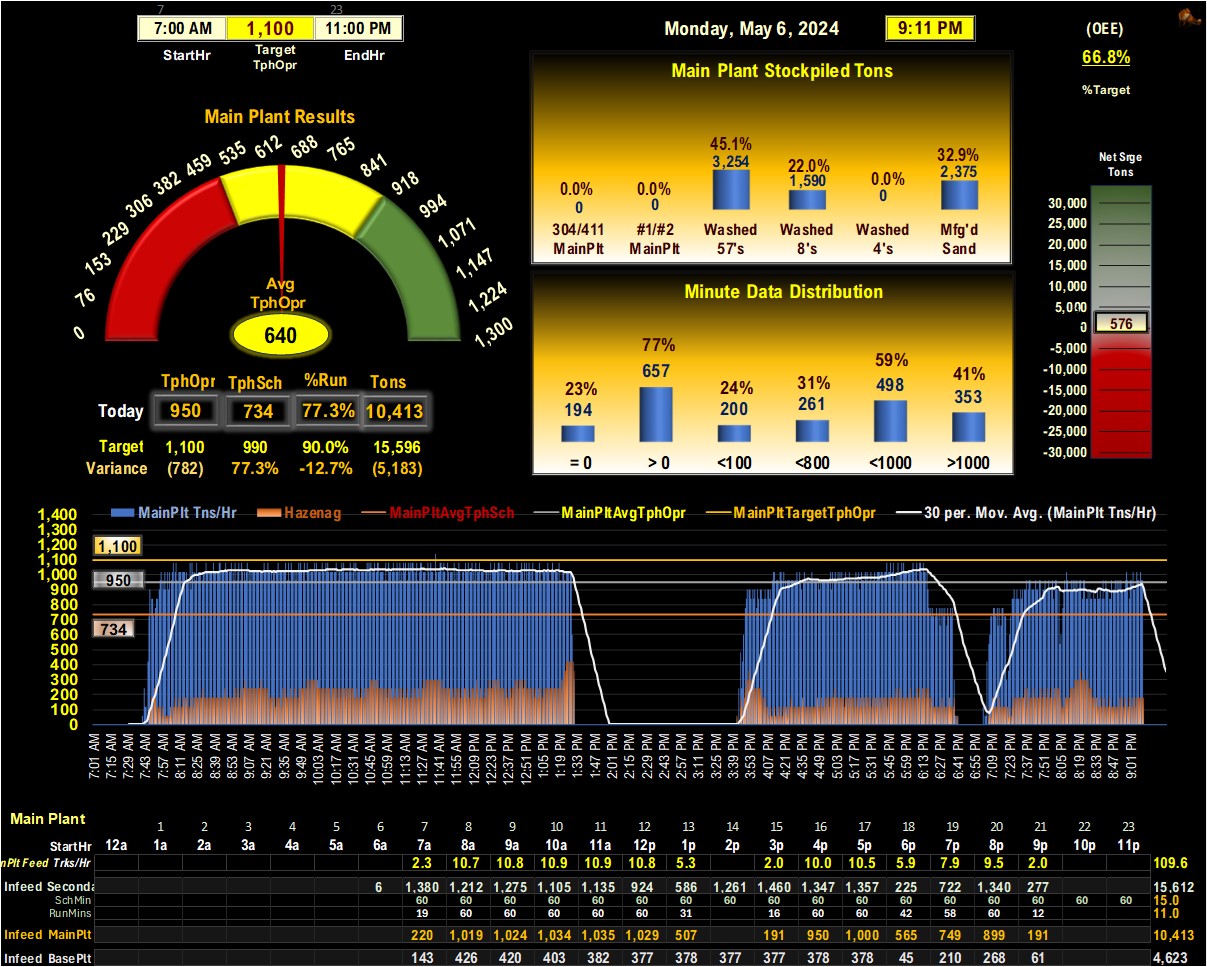 7 23
7:00 AM 1,100 11:00 PM
StartHr Target TphOpr EndHr
Monday, May 6, 2024 9:11 PM
(OEE)
66.8%
%Target
Main Plant Results
0 76 153 229 306 382 459 535 612 688 765 841 918 994 1,071 1,147 1,224 1,300
Avg
TphOpr
640
TphOpr TphSch %Run Tons
Today 950 734 77.3% 10,413
Target 1,100 990 90.0% 15,596
Variance (782) 77.3% -12.7% (5,183)
Main Plant Stockpiled Tons
0.0% 0.0% 45.1% 22.0% 0.0% 32.9%
0 0 3,254 1,590 0 2,375
304/411 #1/#2 Washed Washed Washed Mfg'd
MainPlt MainPlt 57's 8's 4's Sand
Minute Data Distribution
23% 77% 24% 31% 59% 41%
194 657 200 261 498 353
= 0 > 0 <100 <800 <1000 >1000
Net Srge
Tons
30,000
25,000
20,000
15,000
10,000
5,000
0
576
-5,000
-10,000
-15,000
-20,000
-25,000
-30,000
MainPlt Tns/Hr Hazenag MainPltAvgTphSch MainPltAvgTphOpr MainPltTargetTphOpr 30 per. Mov. Avg. (MainPlt Tns/Hr)
1,400
1,300
1,200
1,100
1,000
900
800
700
600
500
400
300
200
100
0
1,100
950
734
7:01 AM 7:15 AM 7:29 AM 7:43 AM 7:57 AM 8:11 AM 8:25 AM 8:39 AM 8:53 AM 9:07 AM 9:21 AM 9:35 AM 9:49 AM 10:03 AM 10:17 AM 10:31 AM 10:45 AM 10:59 AM 11:13 AM 11:27 AM 11:41 AM 11:55 AM 12:09 PM 12:23 PM 12:37 PM 12:51 PM 1:05 PM 1:19 PM 1:33 PM 1:47 PM 2:01 PM 2:15 PM 2:29 PM 2:43 PM 2:57 PM 3:11 PM 3:25 PM 3:39 PM 3:53 PM 4:07 PM 4:21 PM 4:35 PM 4:49 PM 5:03 PM 5:17 PM 5:31 PM 5:45 PM 5:59 PM 6:13 PM 6:27 PM 6:41 PM 6:55 PM 7:09 PM 7:23 PM 7:37 PM 7:51 PM 8:05 PM 8:19 PM 8:33 PM 8:47 PM 9:01 PM
Main Plant
1 2 3 4 5 6 7 8 9 10 11 12 13 14 15 16 17 18 19 20 21 22 23
StartHr 12a 1a 2a 3a 4a 5a 6a 7a 8a 9a 10a 11a 12p 1p 2p 3p 4p 5p 6p 7p 8p 9p 10p 11p
nPlt Feed Trks/Hr 2.3 10.7 10.8 10.9 10.9 10.8 5.3 2.0 10.0 10.5 5.9 7.9 9.5 2.0 109.6
Infeed Seconda 6 1,380 1,212 1,275 1,105 1,135 924 586 1,261 1,460 1,347 1,357 225 722 1,340 277 15,612
SchMin 60 60 60 60 60 60 60 60 60 60 60 60 60 60 60 60 60 15.0
RunMins 19 60 60 60 60 60 31 16 60 60 42 58 60 12 11.0
Infeed MainPlt 220 1,019 1,024 1,034 1,035 1,029 507 191 950 1,000 565 749 899 191 10,413
Infeed BasePlt 143 426 420 403 382 377 378 377 377 378 378 45 210 268 61 4,623